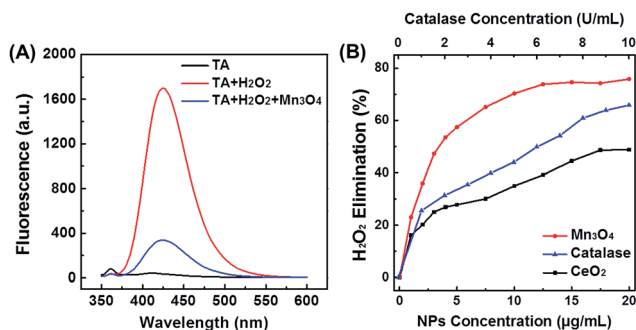 (A)
2000
1600
1200
800
400
0
Fluorescence (a.u.)
TA
TA+H₂O₂
TA+H₂O₂+Mn₃O₄
350 400 450 500 550 600
Wavelength (nm)
(B)
Catalase Concentration (U/mL)
0 2 4 6 8 10
80
60
40
20
0
H₂O₂ Elimination (%)
Mn₃O₄
Catalase
CeO₂
0 5 10 15 20
NPs Concentration (μg/mL)